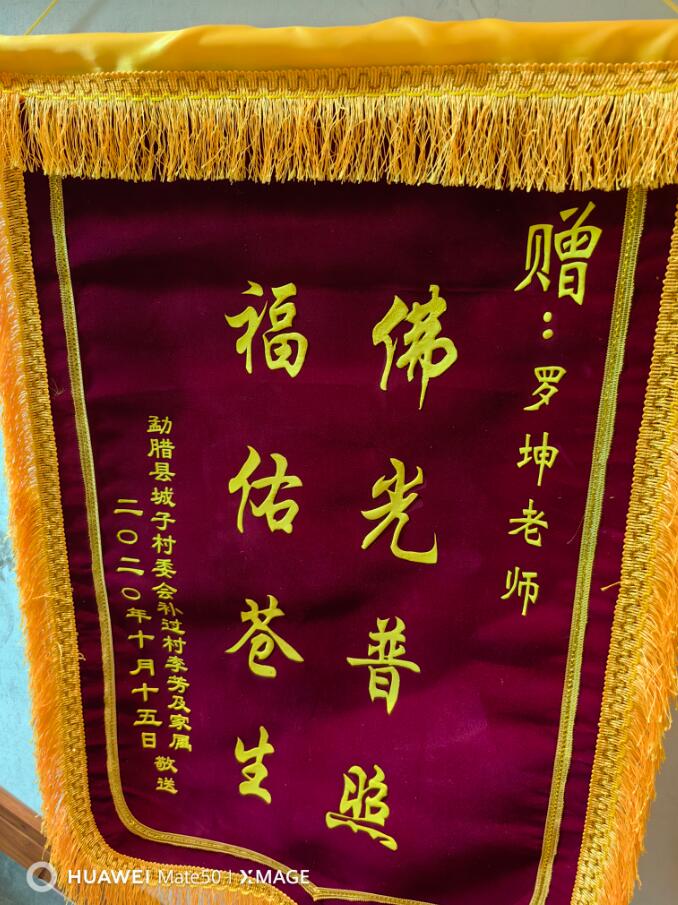 赠：罗坤老师
佛光普照
福佑苍生
勐腊县城子村委会补过村李芳及家属 敬送
二〇二〇年十月十五日
HUAWEI Mate50 | XMAGE